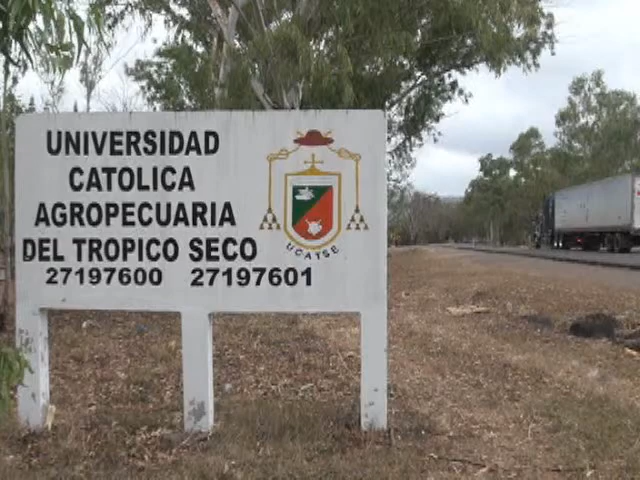 UNIVERSIDAD
CATOLICA
AGROPECUARIA
DEL TROPICO SECO
27197600 27197601
UCATSE